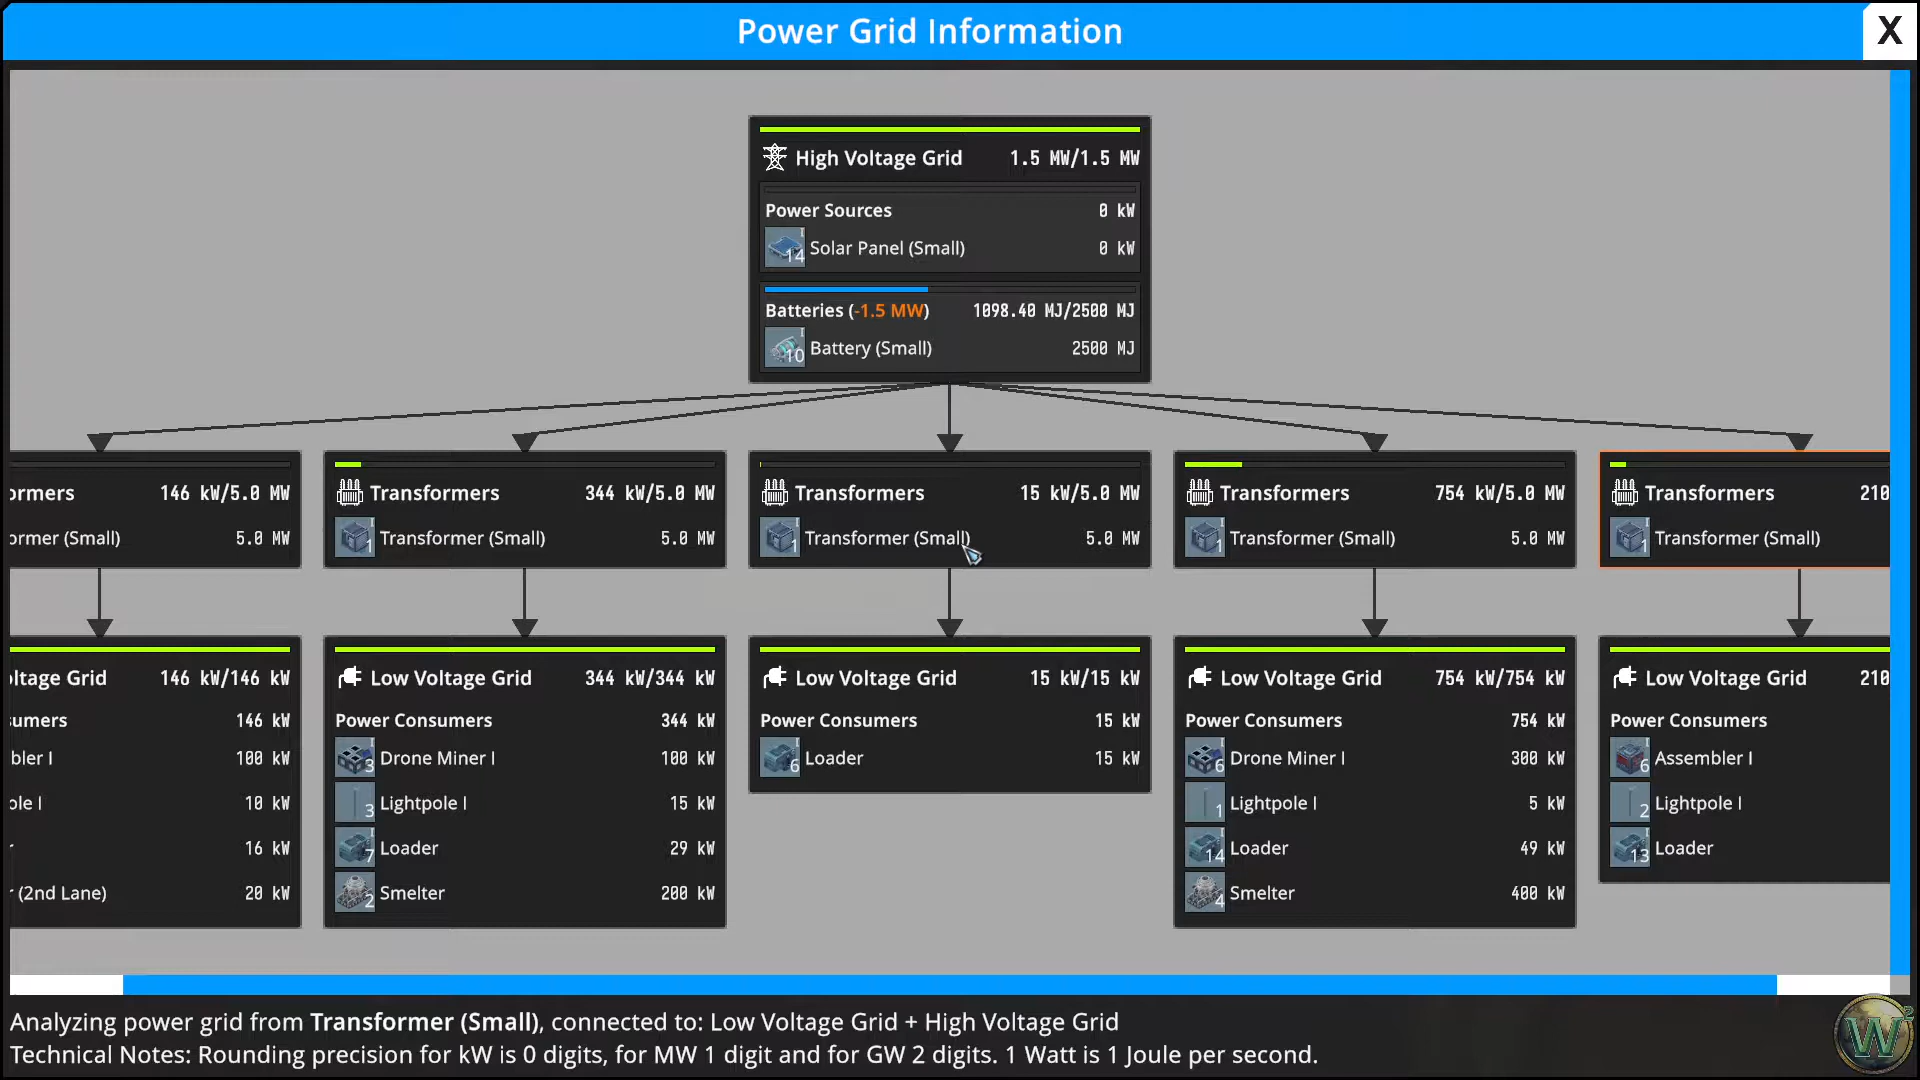 Power Grid Information
X
High Voltage Grid 1.5 MW/1.5 MW
Power Sources 0 kW
14 Solar Panel (Small) 0 kW
Batteries (-1.5 MW) 1098.40 MJ/2500 MJ
10 Battery (Small) 2500 MJ
ormers 146 kW/5.0 MW
ormer (Small) 5.0 MW
Transformers 344 kW/5.0 MW
1 Transformer (Small) 5.0 MW
Transformers 15 kW/5.0 MW
1 Transformer (Small) 5.0 MW
Transformers 754 kW/5.0 MW
1 Transformer (Small) 5.0 MW
Transformers 210
1 Transformer (Small)
ltage Grid 146 kW/146 kW
sumers 146 kW
bler I 100 kW
ole I 10 kW
r 16 kW
r (2nd Lane) 20 kW
Low Voltage Grid 344 kW/344 kW
Power Consumers 344 kW
3 Drone Miner I 100 kW
3 Lightpole I 15 kW
7 Loader 29 kW
2 Smelter 200 kW
Low Voltage Grid 15 kW/15 kW
Power Consumers 15 kW
6 Loader 15 kW
Low Voltage Grid 754 kW/754 kW
Power Consumers 754 kW
6 Drone Miner I 300 kW
1 Lightpole I 5 kW
14 Loader 49 kW
4 Smelter 400 kW
Low Voltage Grid 210
Power Consumers
6 Assembler I
2 Lightpole I
13 Loader
Analyzing power grid from Transformer (Small), connected to: Low Voltage Grid + High Voltage Grid
Technical Notes: Rounding precision for kW is 0 digits, for MW 1 digit and for GW 2 digits. 1 Watt is 1 Joule per second.
W2